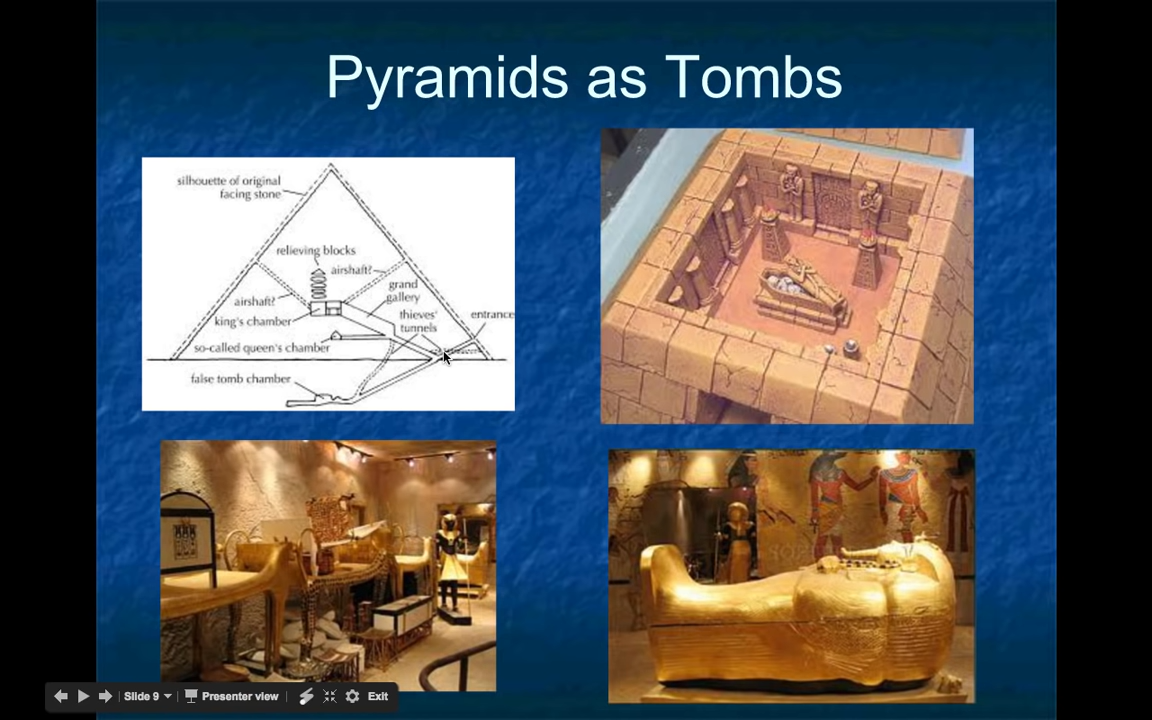 Pyramids as Tombs
silhouette of original
facing stone
relieving blocks
airshaft?
grand
gallery
airshaft?
thieves'
tunnels
entrance
king's chamber
so-called queen's chamber
false tomb chamber
Slide 9
Presenter view
Exit